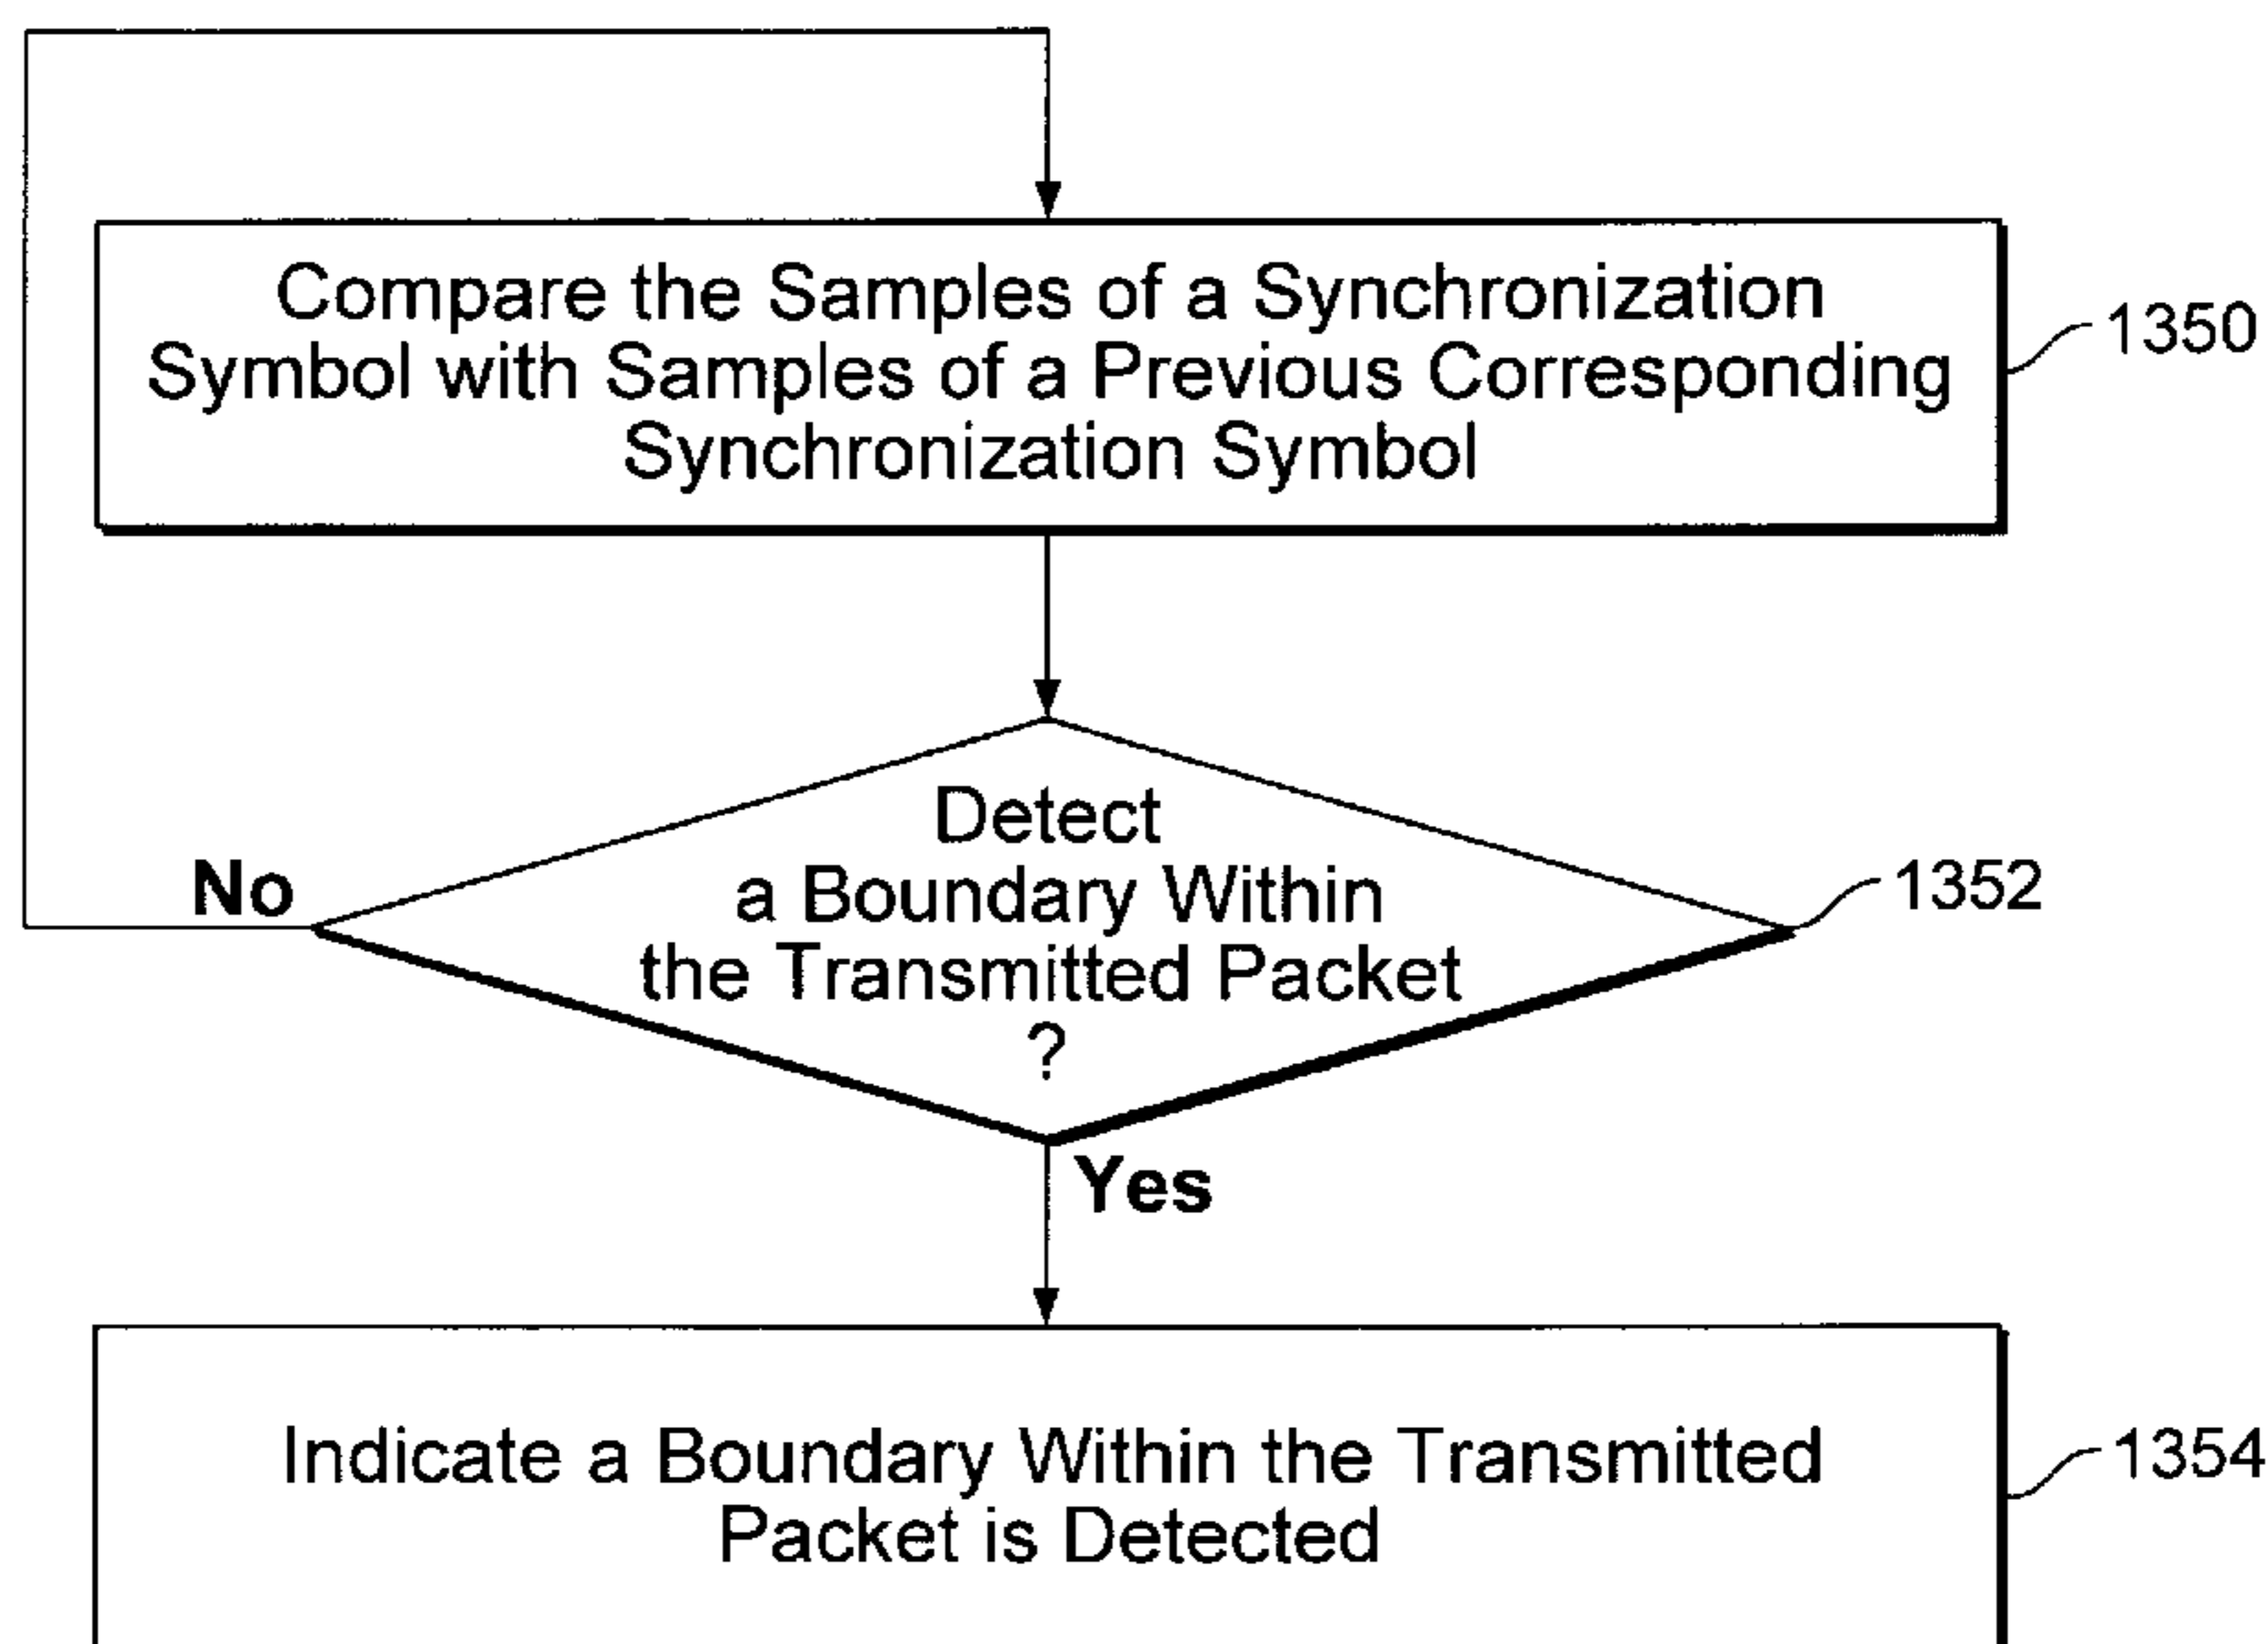 Compare the Samples of a Synchronization
Symbol with Samples of a Previous Corresponding
Synchronization Symbol
1350
Detect
a Boundary Within
the Transmitted Packet
?
1352
No
Yes
Indicate a Boundary Within the Transmitted
Packet is Detected
1354